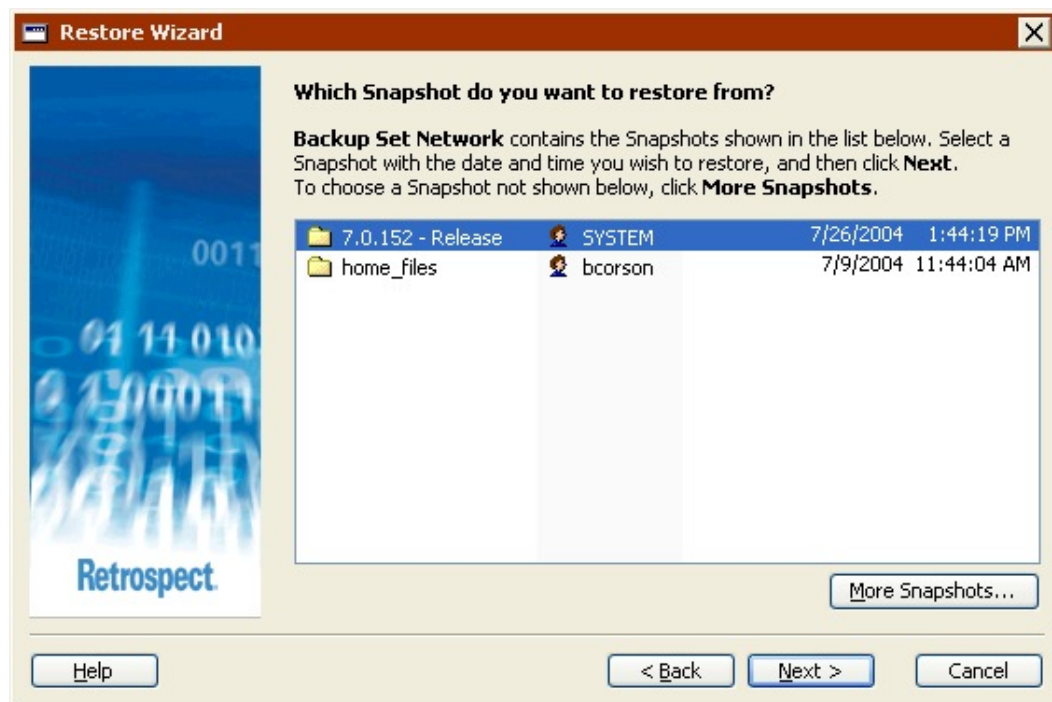 Restore Wizard
Which Snapshot do you want to restore from?
Backup Set Network contains the Snapshots shown in the list below. Select a
Snapshot with the date and time you wish to restore, and then click Next.
To choose a Snapshot not shown below, click More Snapshots.
7.0.152 - Release SYSTEM 7/26/2004 1:44:19 PM
home_files bcorson 7/9/2004 11:44:04 AM
0011
01 11 010
0 1 00011
Retrospect.
More Snapshots...
Help < Back Next > Cancel